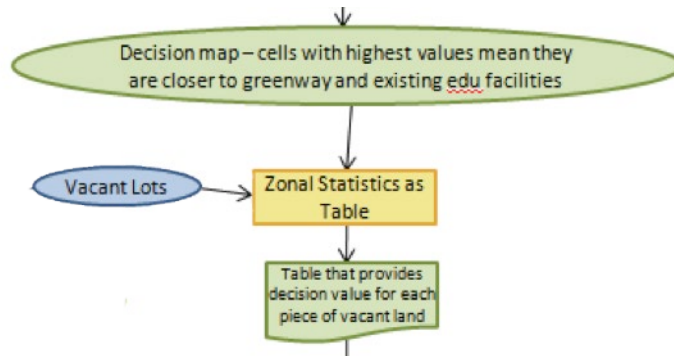 Decision map – cells with highest values mean they
are closer to greenway and existing edu facilities
Vacant Lots
Zonal Statistics as
Table
Table that provides
decision value for each
piece of vacant land